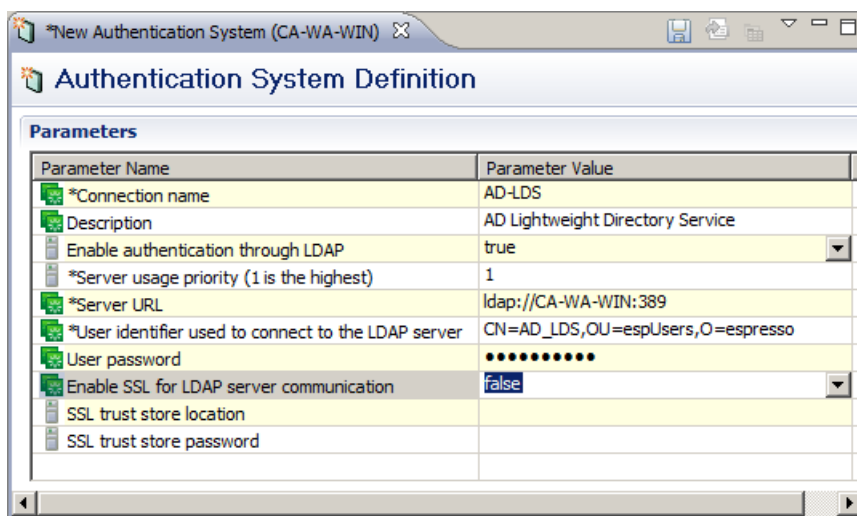 *New Authentication System (CA-WA-WIN)
Authentication System Definition
Parameters
Parameter Name Parameter Value
*Connection name AD-LDS
Description AD Lightweight Directory Service
Enable authentication through LDAP true
*Server usage priority (1 is the highest) 1
*Server URL ldap://CA-WA-WIN:389
*User identifier used to connect to the LDAP server CN=AD_LDS,OU=espUsers,O=espresso
User password ●●●●●●●●●●
Enable SSL for LDAP server communication false
SSL trust store location
SSL trust store password